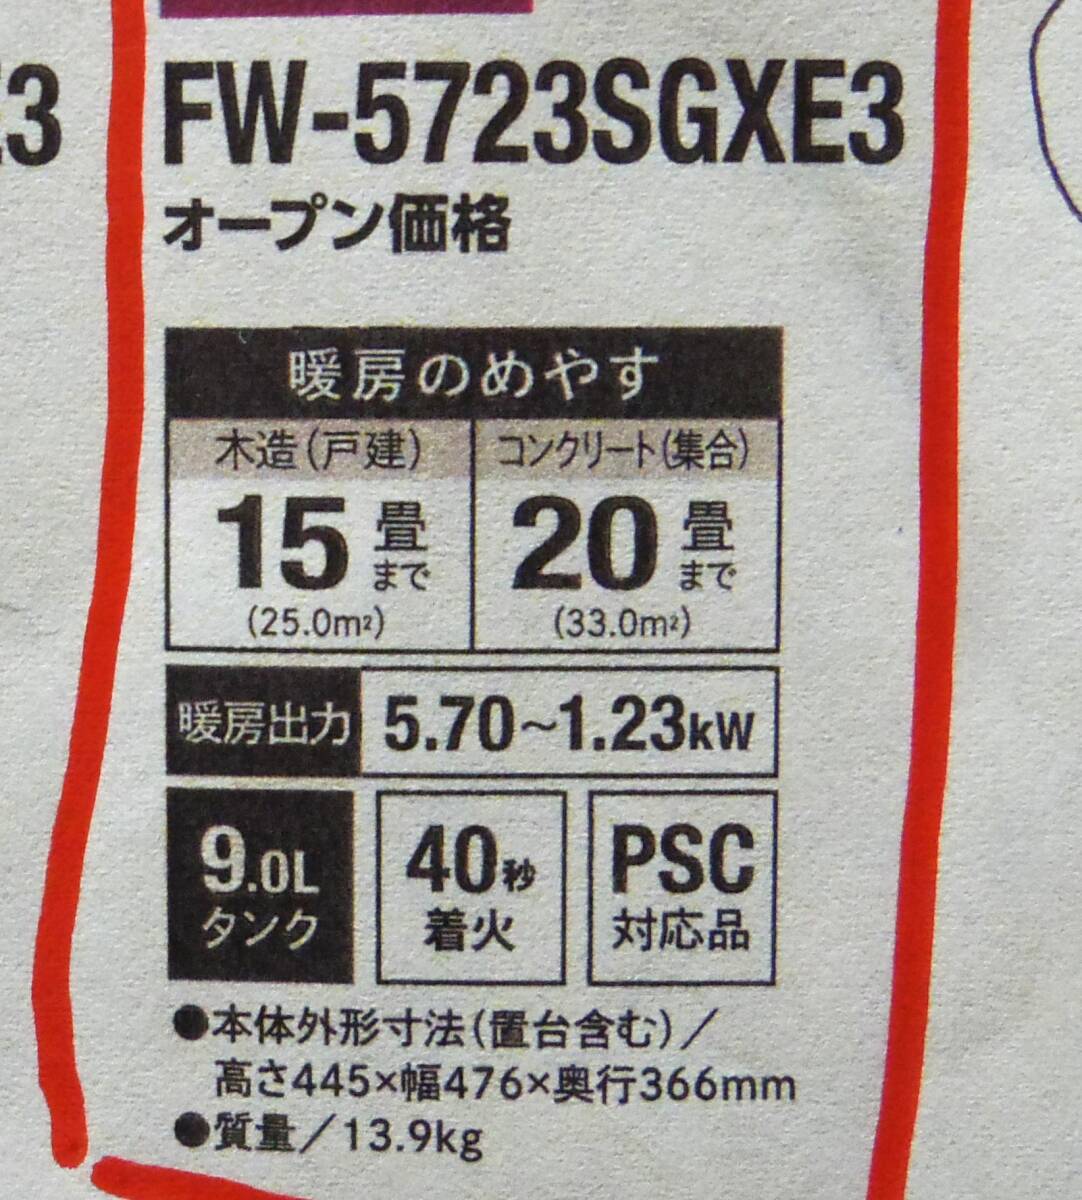 E3
FW-5723SGXE3
オープン価格
暖房のめやす
木造(戸建) コンクリート(集合)
15畳まで 20畳まで
(25.0m²) (33.0m²)
暖房出力 5.70~1.23kW
9.0L 40秒 PSC
タンク 着火 対応品
●本体外形寸法(置台含む)/
高さ445×幅476×奥行366mm
●質量/13.9kg